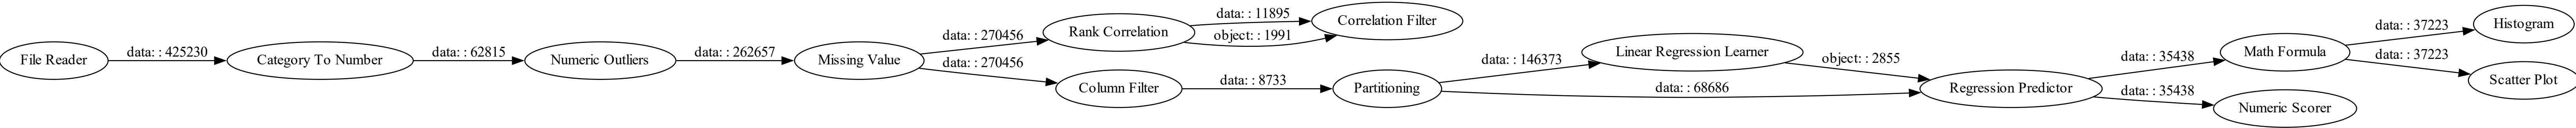 File Reader
data: : 425230
Category To Number
data: : 62815
Numeric Outliers
data: : 262657
Missing Value
data: : 270456
data: : 270456
Rank Correlation
data: : 11895
object: : 1991
Correlation Filter
Column Filter
data: : 8733
Partitioning
data: : 146373
data: : 68686
Linear Regression Learner
object: : 2855
Regression Predictor
data: : 35438
data: : 35438
Math Formula
data: : 37223
data: : 37223
Histogram
Scatter Plot
Numeric Scorer